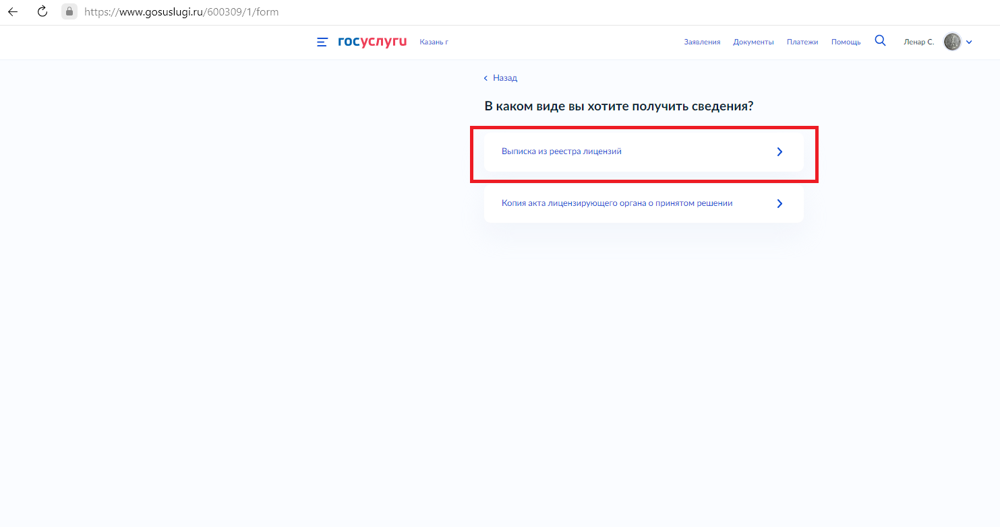 https://www.gosuslugi.ru/600309/1/form
госуслуги Казань г Заявления Документы Платежи Помощь Ленар С.
Назад
В каком виде вы хотите получить сведения?
Выписка из реестра лицензий
Копия акта лицензирующего органа о принятом решении